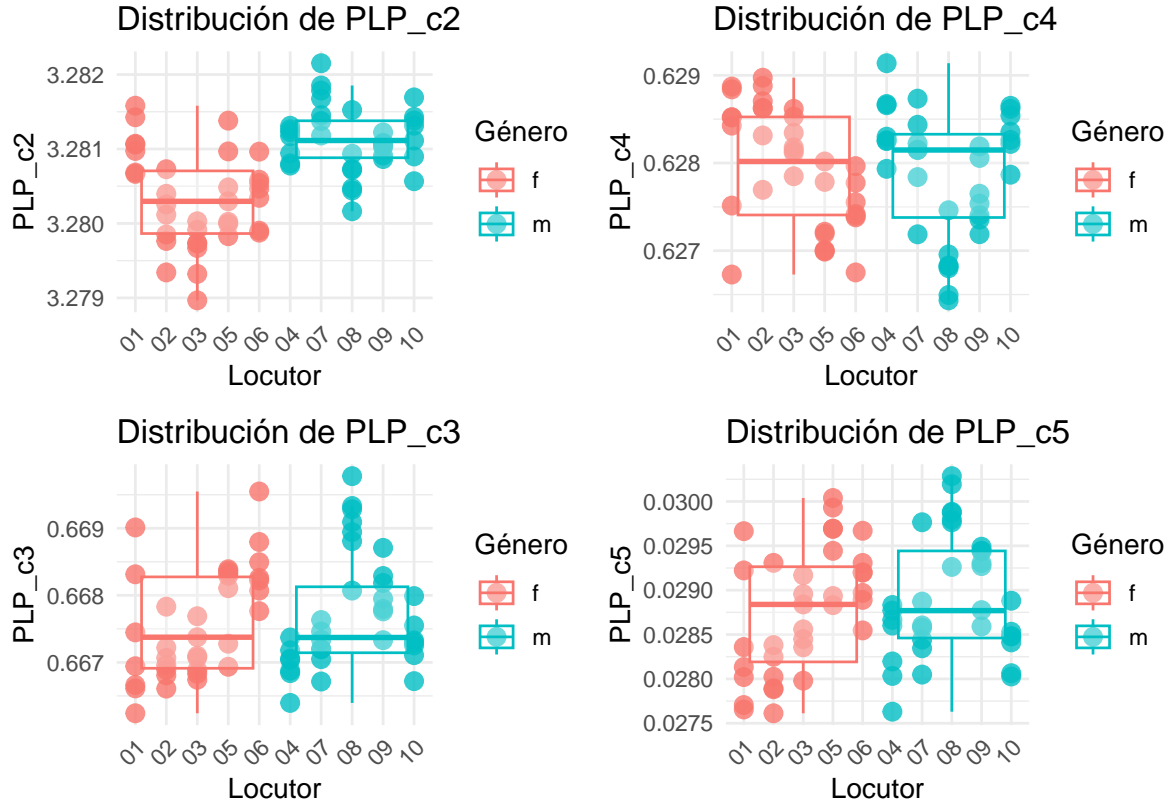 Distribución de PLP_c2
PLP_c2
3.282
3.281
3.280
3.279
01 02 03 05 06 04 07 08 09 10
Locutor
Género
f
m
Distribución de PLP_c4
PLP_c4
0.629
0.628
0.627
01 02 03 05 06 04 07 08 09 10
Locutor
Género
f
m
Distribución de PLP_c3
PLP_c3
0.669
0.668
0.667
01 02 03 05 06 04 07 08 09 10
Locutor
Género
f
m
Distribución de PLP_c5
PLP_c5
0.0300
0.0295
0.0290
0.0285
0.0280
0.0275
01 02 03 05 06 04 07 08 09 10
Locutor
Género
f
m